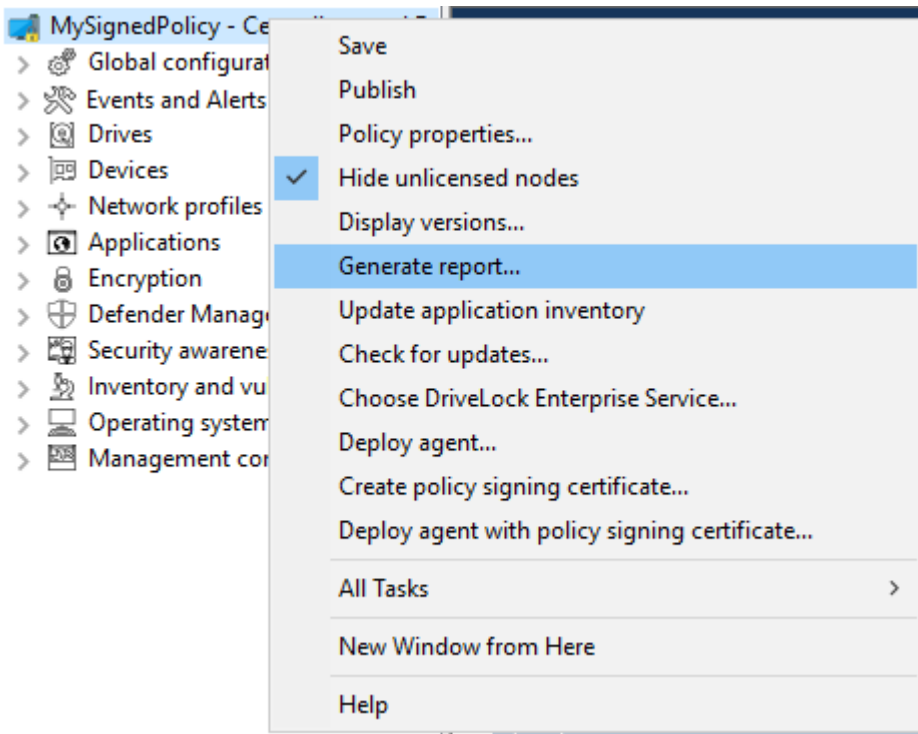 MySignedPolicy - Ce
Global configurat
Events and Alerts
Drives
Devices
Network profiles
Applications
Encryption
Defender Manag
Security awarene
Inventory and vu
Operating system
Management cor
Save
Publish
Policy properties...
Hide unlicensed nodes
Display versions...
Generate report...
Update application inventory
Check for updates...
Choose DriveLock Enterprise Service...
Deploy agent...
Create policy signing certificate...
Deploy agent with policy signing certificate...
All Tasks
New Window from Here
Help